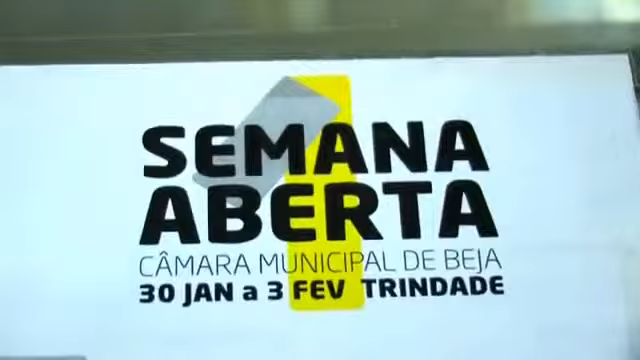 SEMANA
ABERTA
CÂMARA MUNICIPAL DE BEJA
30 JAN a 3 FEV TRINDADE